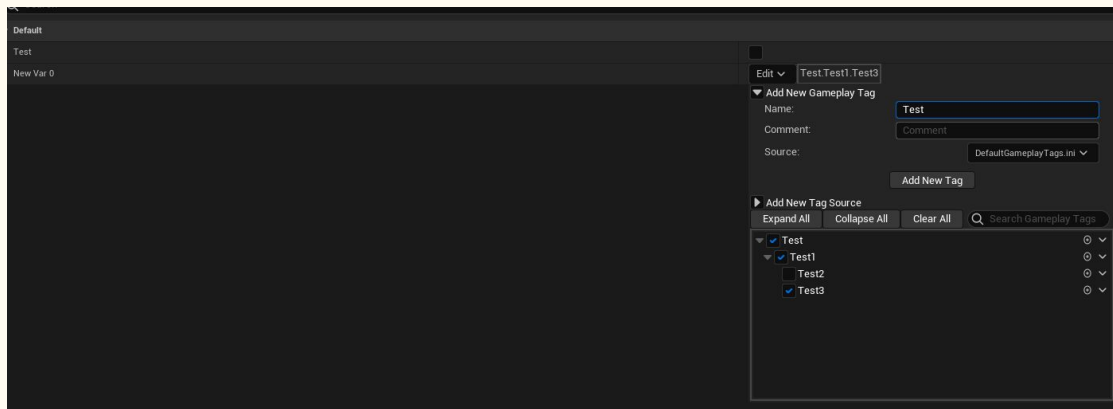 Default
Test
New Var 0
Edit
Test.Test1.Test3
Add New Gameplay Tag
Name:
Test
Comment:
Comment
Source:
DefaultGameplayTags.ini
Add New Tag
Add New Tag Source
Expand All
Collapse All
Clear All
Search Gameplay Tags
Test
Test1
Test2
Test3